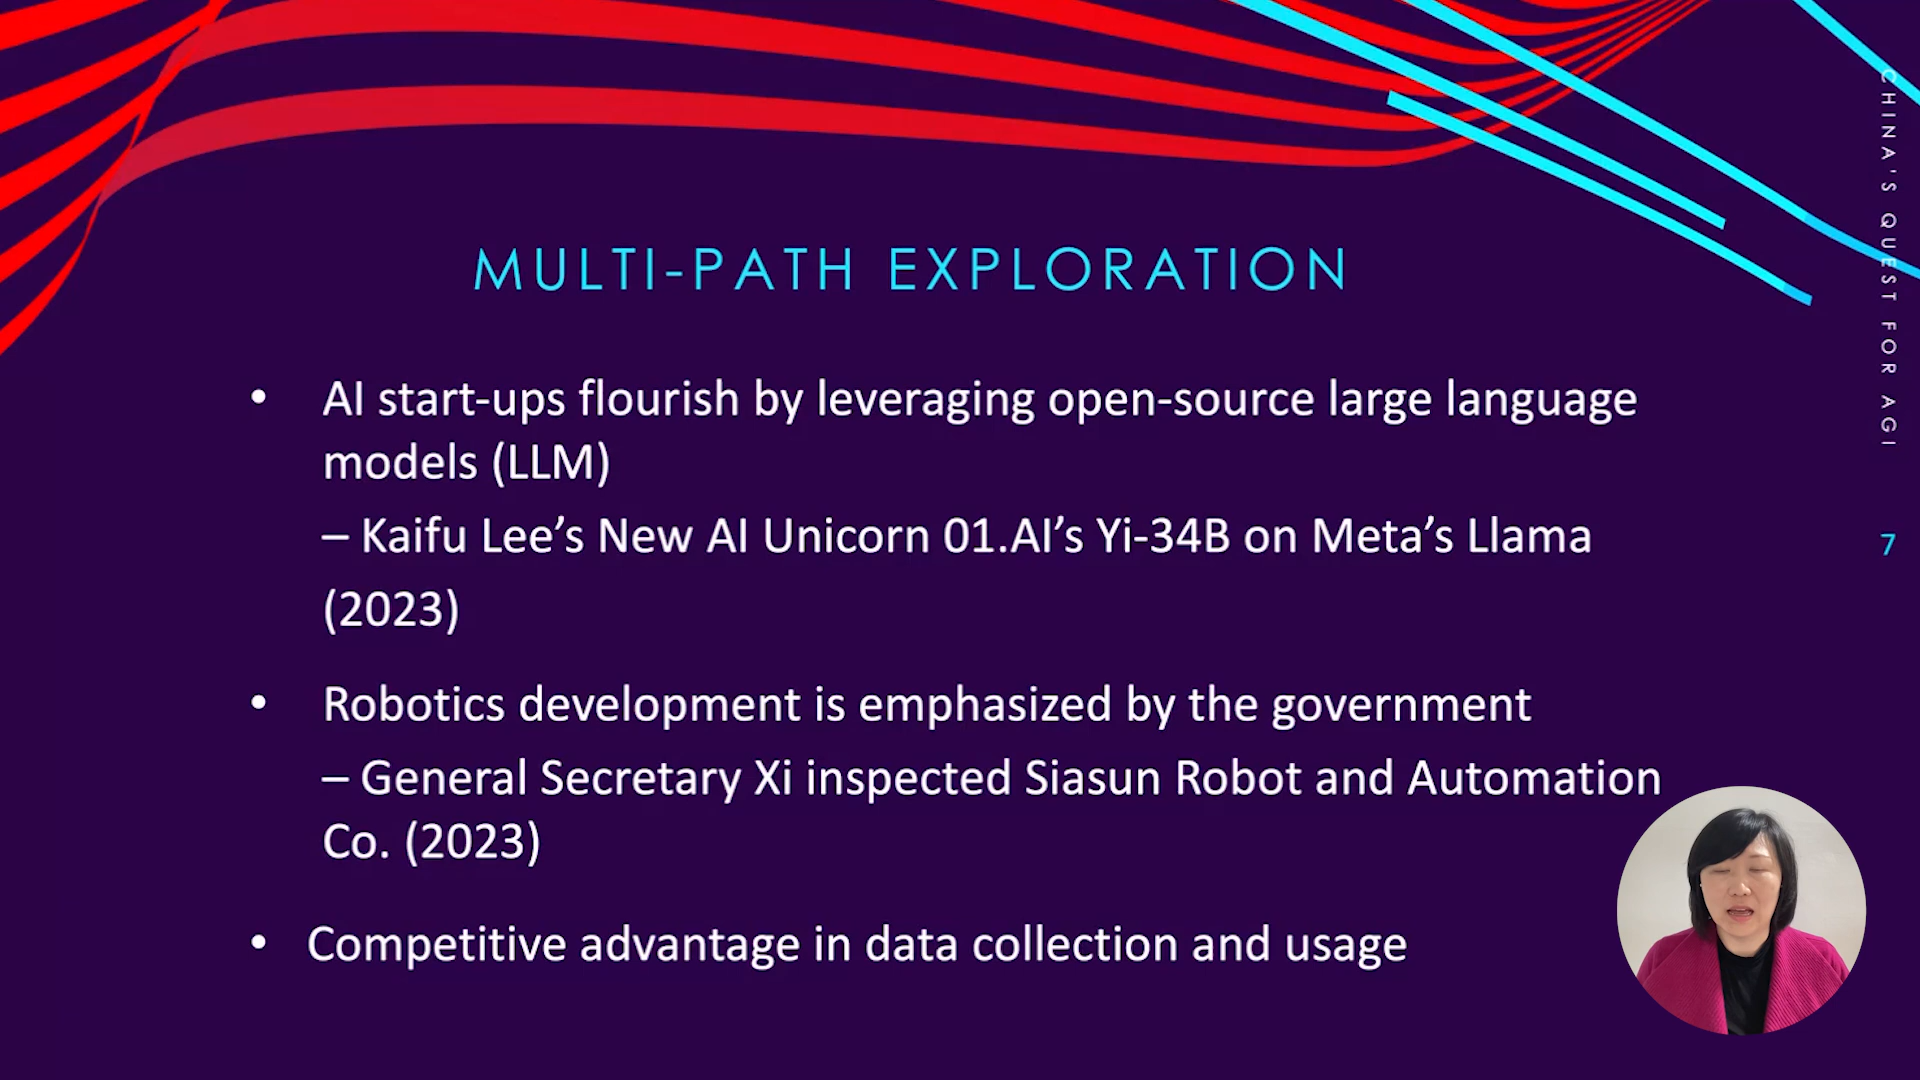 MULTI-PATH EXPLORATION
• AI start-ups flourish by leveraging open-source large language
models (LLM)
– Kaifu Lee’s New AI Unicorn 01.AI’s Yi-34B on Meta’s Llama
(2023)
• Robotics development is emphasized by the government
– General Secretary Xi inspected Siasun Robot and Automation
Co. (2023)
• Competitive advantage in data collection and usage
CHINA'S QUEST FOR AGI
7